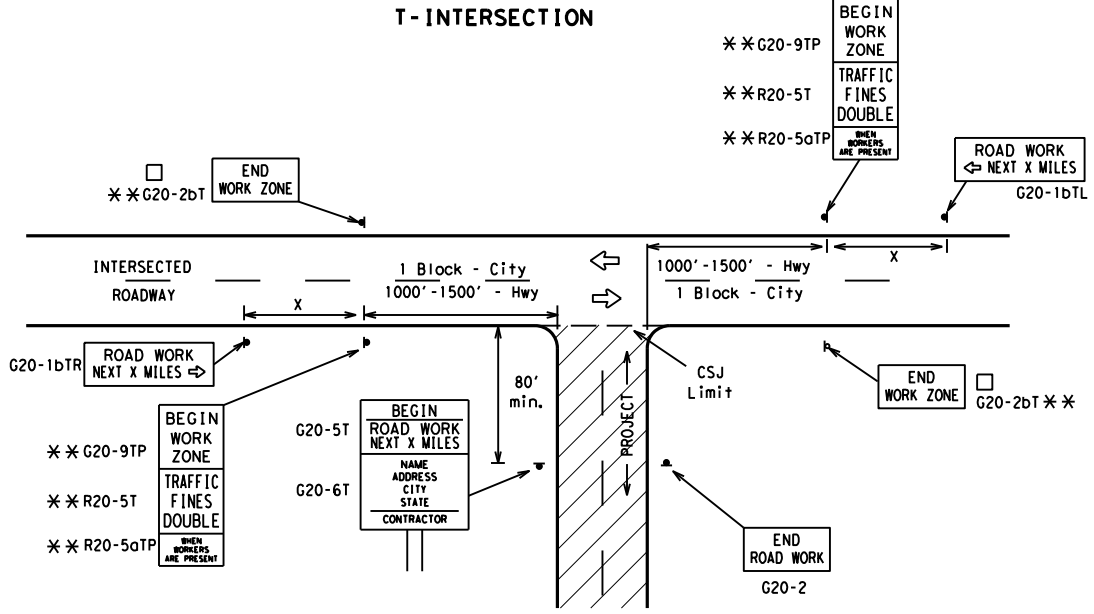 T-INTERSECTION
BEGIN
WORK
ZONE
**G20-9TP
TRAFFIC
FINES
DOUBLE
**R20-5T
WHEN
WORKERS
ARE PRESENT
**R20-5aTP
ROAD WORK
⇦ NEXT X MILES
G20-1bTL
END
WORK ZONE
□
**G20-2bT
INTERSECTED
ROADWAY
1 Block - City
1000'-1500' - Hwy
1000'-1500' - Hwy
1 Block - City
X
X
G20-1bTR
ROAD WORK
NEXT X MILES ⇨
80'
min.
PROJECT
CSJ
Limit
END
WORK ZONE
□
G20-2bT**
BEGIN
WORK
ZONE
**G20-9TP
TRAFFIC
FINES
DOUBLE
**R20-5T
WHEN
WORKERS
ARE PRESENT
**R20-5aTP
G20-5T
BEGIN
ROAD WORK
NEXT X MILES
G20-6T
NAME
ADDRESS
CITY
STATE
CONTRACTOR
END
ROAD WORK
G20-2